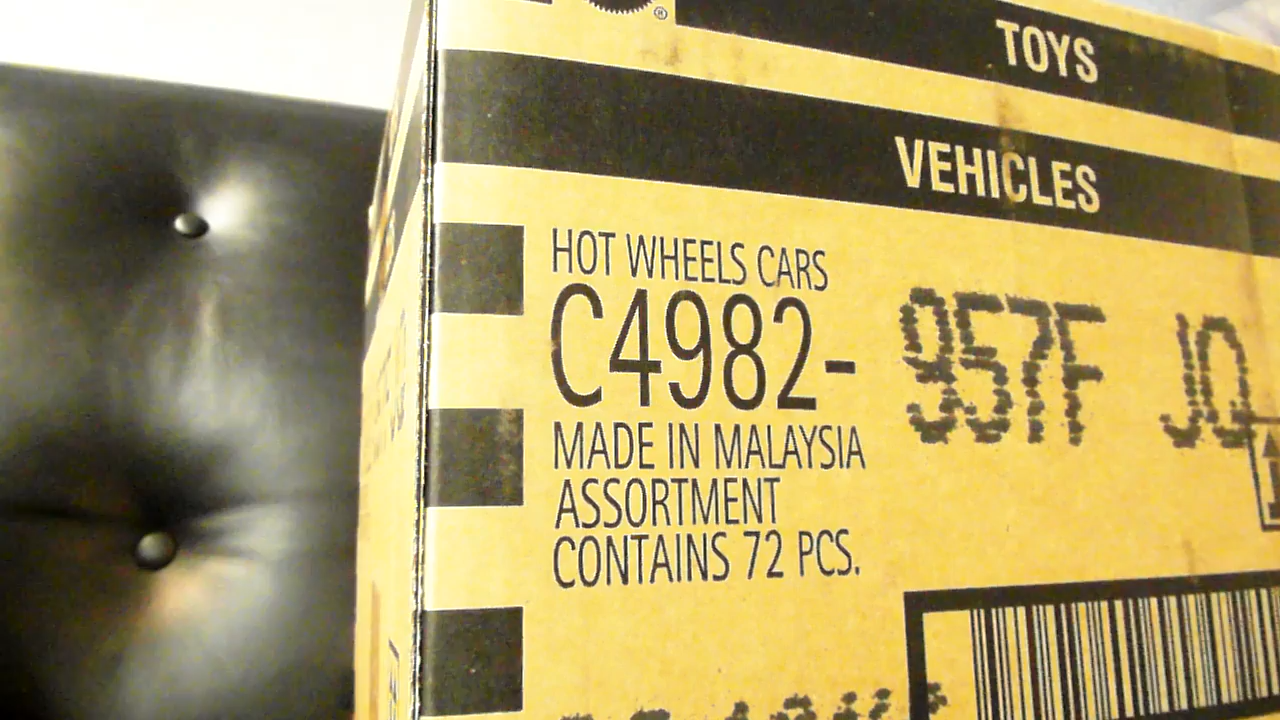 ®
TOYS
VEHICLES
HOT WHEELS CARS
C4982-
957F JQ
MADE IN MALAYSIA
ASSORTMENT
CONTAINS 72 PCS.